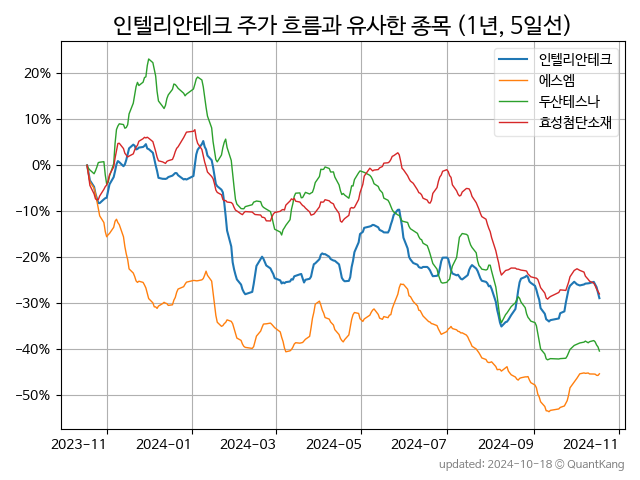 인텔리안테크 주가 흐름과 유사한 종목 (1년, 5일선)
인텔리안테크
에스엠
두산테스나
효성첨단소재
20%
10%
0%
−10%
−20%
−30%
−40%
−50%
2023-11 2024-01 2024-03 2024-05 2024-07 2024-09 2024-11
updated: 2024-10-18 © QuantKang